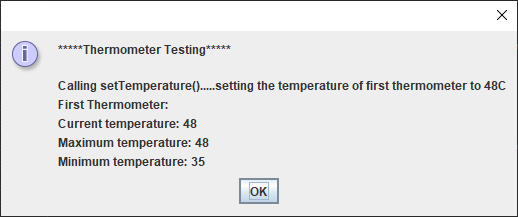 *****Thermometer Testing*****
Calling setTemperature().....setting the temperature of first thermometer to 48C
First Thermometer:
Current temperature: 48
Maximum temperature: 48
Minimum temperature: 35
OK